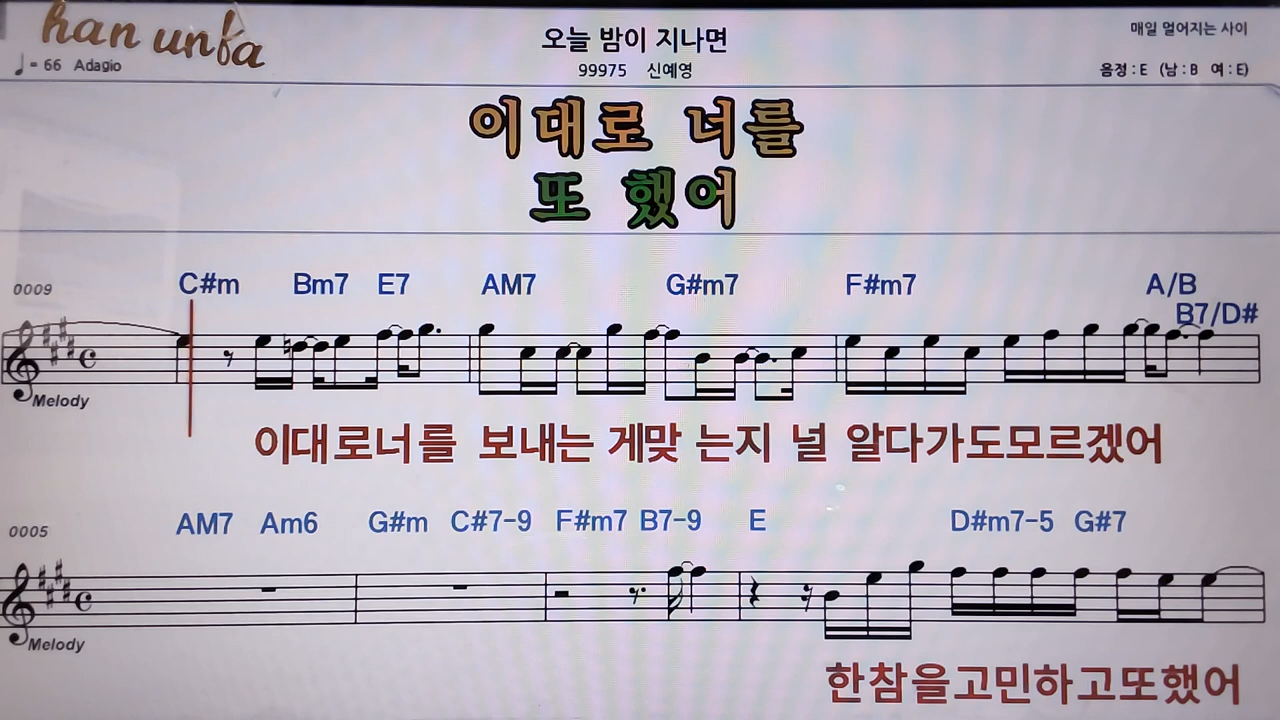 han unfa
오늘 밤이 지나면
매일 멀어지는 사이
♩= 66 Adagio
99975 신예영
음정 : E (남 : B 여 : E)
이대로 너를
또 했어
0009
C#m Bm7 E7 AM7 G#m7 F#m7 A/B
B7/D#
Melody
이대로너를 보내는 게맞 는지 널 알다가도모르겠어
0005
AM7 Am6 G#m C#7-9 F#m7 B7-9 E D#m7-5 G#7
Melody
한참을고민하고또했어